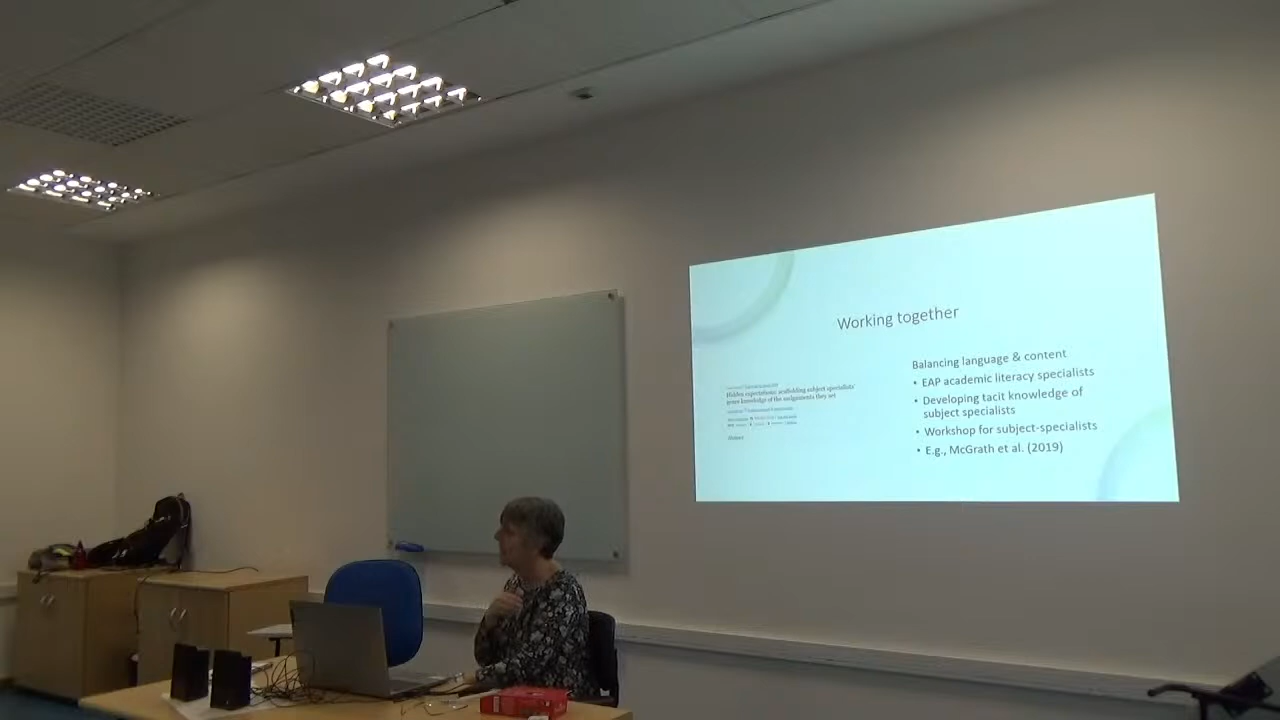 Working together
Hidden expectations: scaffolding subject specialists'
genre knowledge of the assignments they set
Abstract
Balancing language & content
• EAP academic literacy specialists
• Developing tacit knowledge of
subject specialists
• Workshop for subject-specialists
• E.g., McGrath et al. (2019)